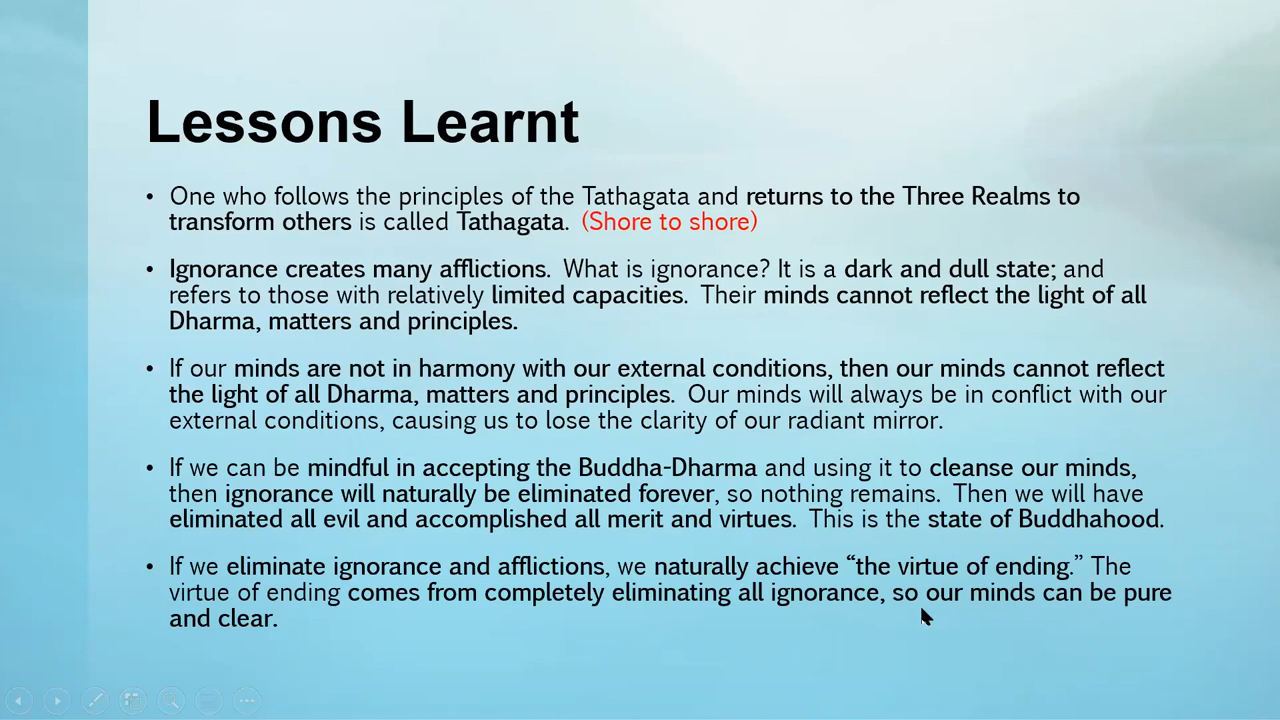 Lessons Learnt
• One who follows the principles of the Tathagata and returns to the Three Realms to
transform others is called Tathagata. (Shore to shore)
• Ignorance creates many afflictions. What is ignorance? It is a dark and dull state; and
refers to those with relatively limited capacities. Their minds cannot reflect the light of all
Dharma, matters and principles.
• If our minds are not in harmony with our external conditions, then our minds cannot reflect
the light of all Dharma, matters and principles. Our minds will always be in conflict with our
external conditions, causing us to lose the clarity of our radiant mirror.
• If we can be mindful in accepting the Buddha-Dharma and using it to cleanse our minds,
then ignorance will naturally be eliminated forever, so nothing remains. Then we will have
eliminated all evil and accomplished all merit and virtues. This is the state of Buddhahood.
• If we eliminate ignorance and afflictions, we naturally achieve “the virtue of ending.” The
virtue of ending comes from completely eliminating all ignorance, so our minds can be pure
and clear.